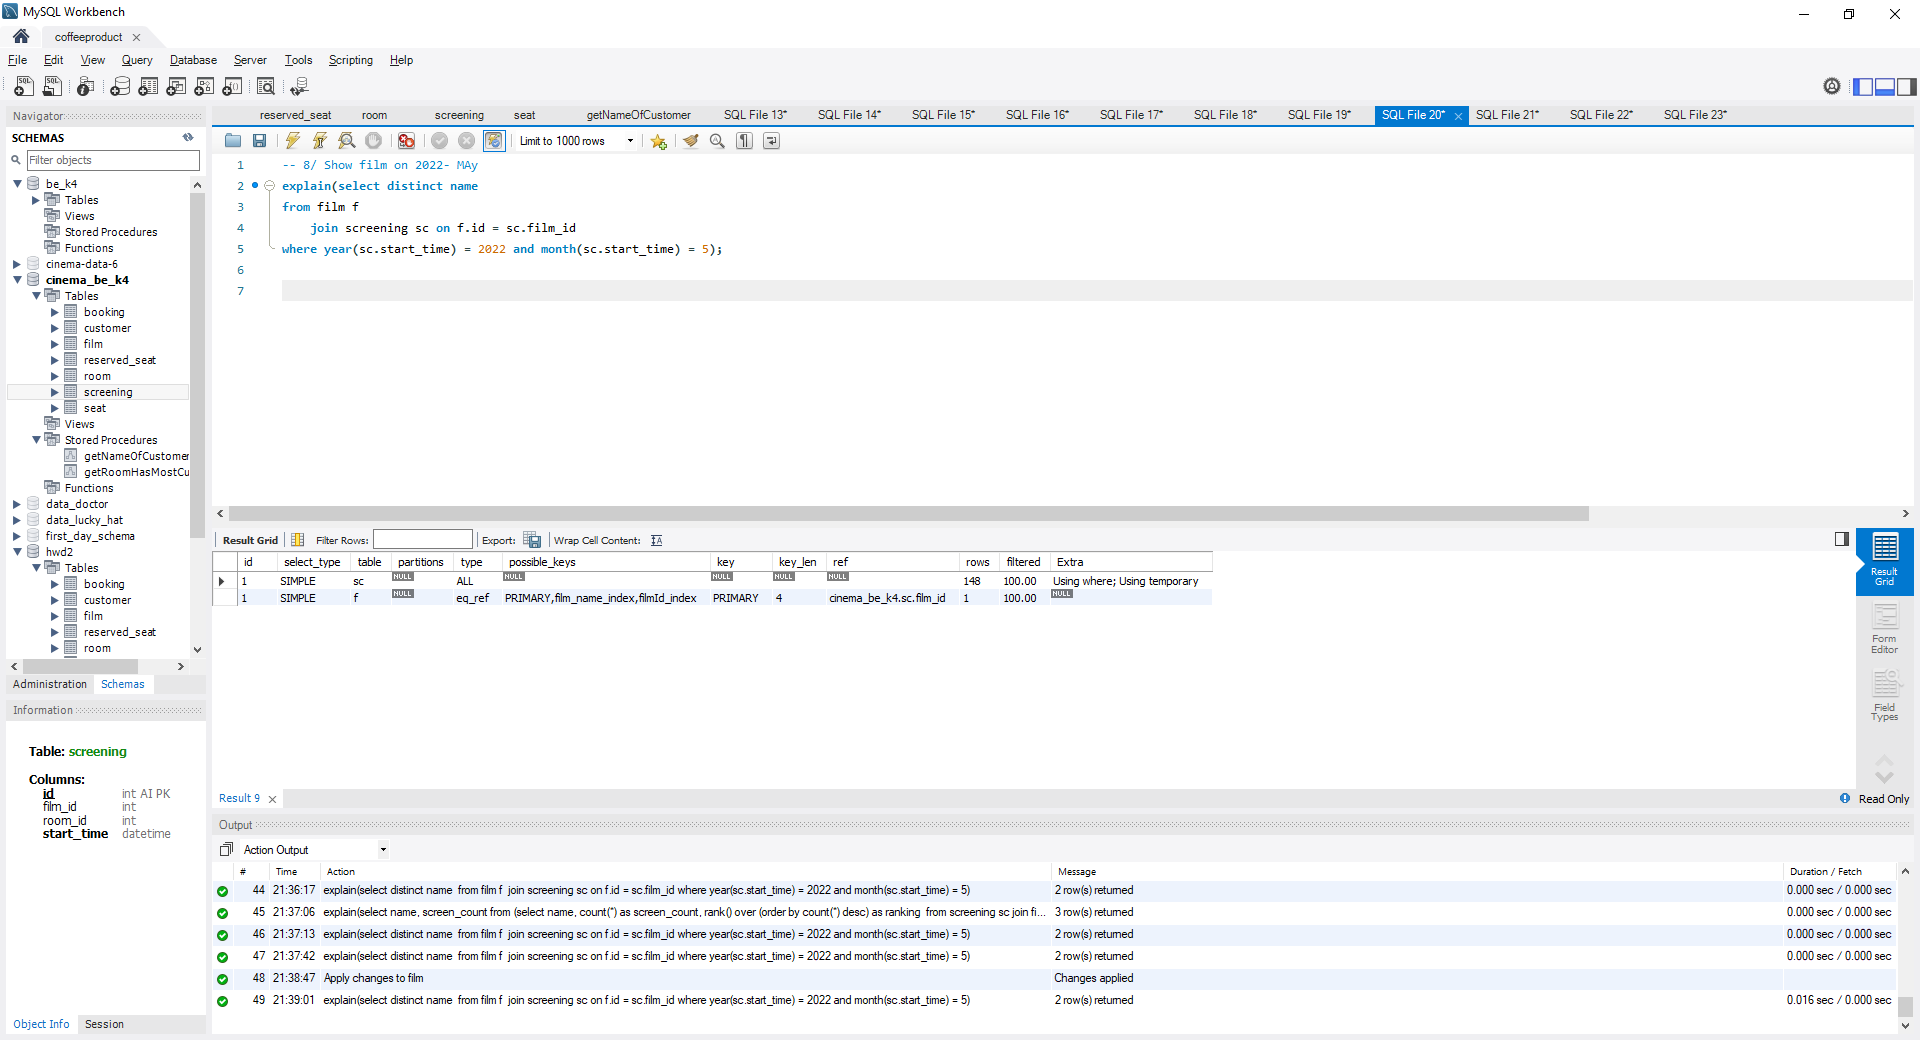 MySQL Workbench
coffeeproduct
File Edit View Query Database Server Tools Scripting Help
Navigator
SCHEMAS
Filter objects
be_k4
Tables
Views
Stored Procedures
Functions
cinema-data-6
cinema_be_k4
Tables
booking
customer
film
reserved_seat
room
screening
seat
Views
Stored Procedures
getNameOfCustomer
getRoomHasMostCu
Functions
data_doctor
data_lucky_hat
first_day_schema
hwd2
Tables
booking
customer
film
reserved_seat
room
Administration Schemas
Information
Table: screening
Columns:
id int AI PK
film_id int
room_id int
start_time datetime
Object Info Session
reserved_seat room screening seat getNameOfCustomer SQL File 13* SQL File 14* SQL File 15* SQL File 16* SQL File 17* SQL File 18* SQL File 19* SQL File 20* SQL File 21* SQL File 22* SQL File 23*
Limit to 1000 rows
1 -- 8/ Show film on 2022- MAy
2 explain(select distinct name
3 from film f
4 join screening sc on f.id = sc.film_id
5 where year(sc.start_time) = 2022 and month(sc.start_time) = 5);
6
7
Result Grid Filter Rows: Export: Wrap Cell Content:
id select_type table partitions type possible_keys key key_len ref rows filtered Extra
1 SIMPLE sc NULL ALL NULL NULL NULL NULL 148 100.00 Using where; Using temporary
1 SIMPLE f NULL eq_ref PRIMARY,film_name_index,filmId_index PRIMARY 4 cinema_be_k4.sc.film_id 1 100.00 NULL
Result Grid
Form Editor
Field Types
Result 9
Read Only
Output
Action Output
# Time Action Message Duration / Fetch
44 21:36:17 explain(select distinct name from film f join screening sc on f.id = sc.film_id where year(sc.start_time) = 2022 and month(sc.start_time) = 5) 2 row(s) returned 0.000 sec / 0.000 sec
45 21:37:06 explain(select name, screen_count from (select name, count(*) as screen_count, rank() over (order by count(*) desc) as ranking from screening sc join fi... 3 row(s) returned 0.000 sec / 0.000 sec
46 21:37:13 explain(select distinct name from film f join screening sc on f.id = sc.film_id where year(sc.start_time) = 2022 and month(sc.start_time) = 5) 2 row(s) returned 0.000 sec / 0.000 sec
47 21:37:42 explain(select distinct name from film f join screening sc on f.id = sc.film_id where year(sc.start_time) = 2022 and month(sc.start_time) = 5) 2 row(s) returned 0.000 sec / 0.000 sec
48 21:38:47 Apply changes to film Changes applied
49 21:39:01 explain(select distinct name from film f join screening sc on f.id = sc.film_id where year(sc.start_time) = 2022 and month(sc.start_time) = 5) 2 row(s) returned 0.016 sec / 0.000 sec